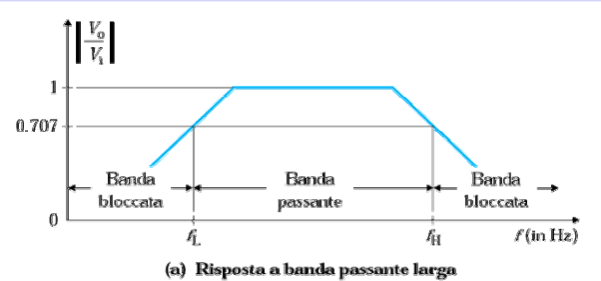 |Vo/Vi|
1
0.707
Banda bloccata
Banda passante
Banda bloccata
0
fL
fH
f (in Hz)
(a) Risposta a banda passante larga